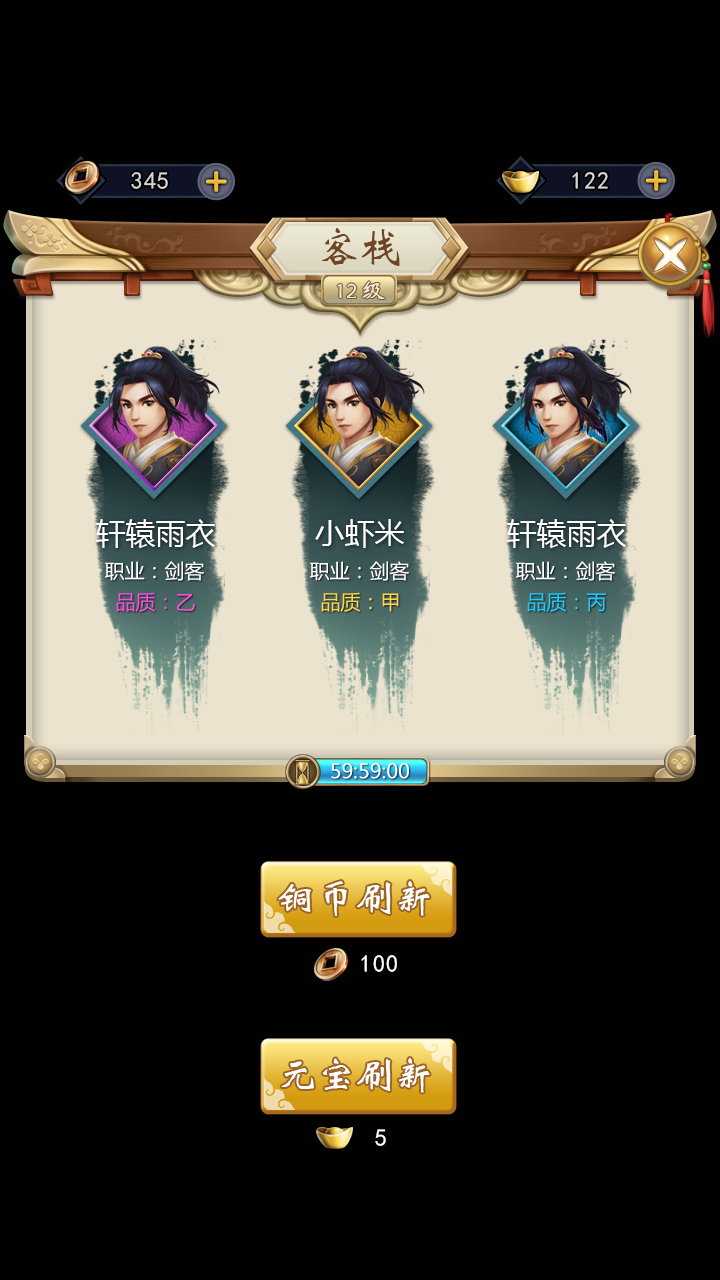 345
122
客栈
12级
轩辕雨衣
职业：剑客
品质：乙
小虾米
职业：剑客
品质：甲
轩辕雨衣
职业：剑客
品质：丙
59:59:00
铜币刷新
100
元宝刷新
5